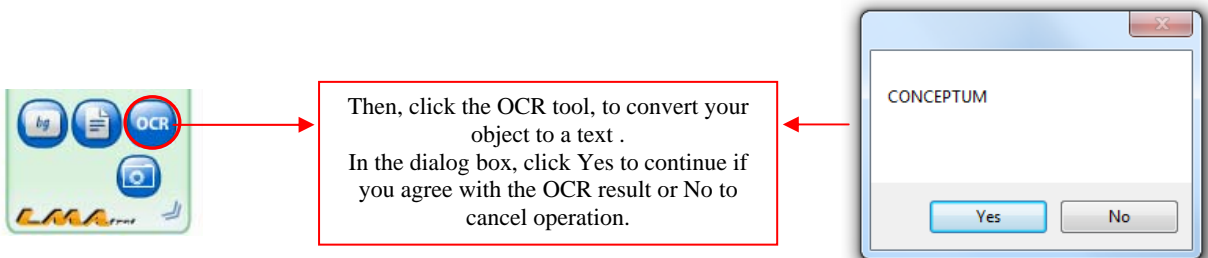 bg
OCR
LMA
Then, click the OCR tool, to convert your
object to a text .
In the dialog box, click Yes to continue if
you agree with the OCR result or No to
cancel operation.
CONCEPTUM
Yes
No